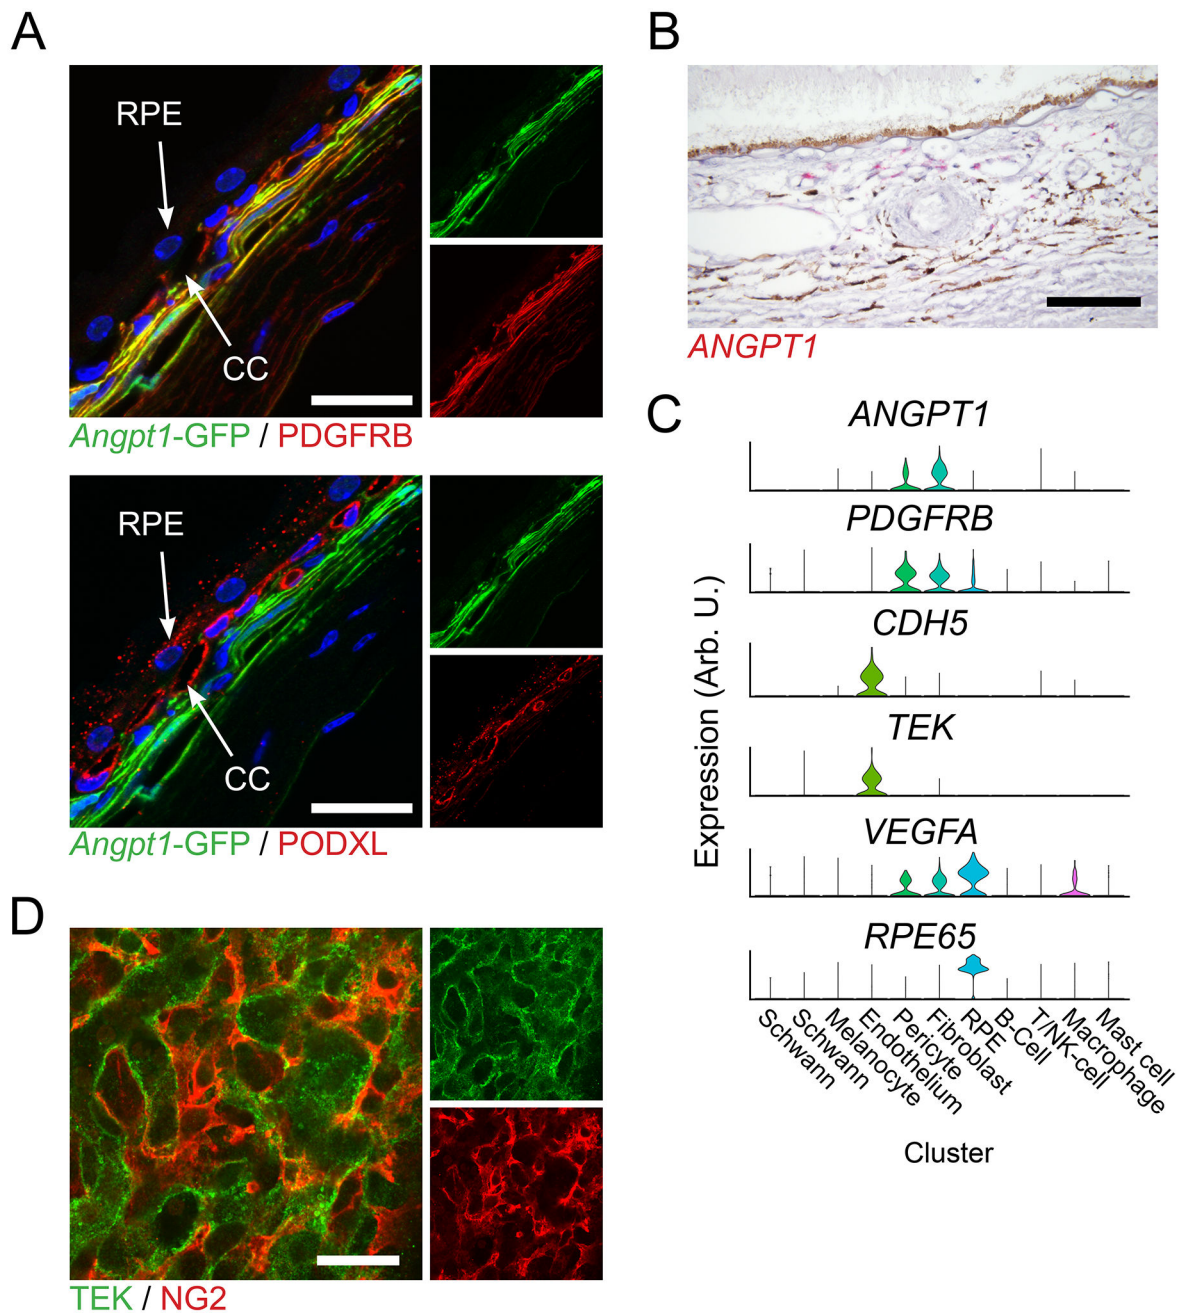 A
RPE
CC
Angpt1-GFP / PDGFRB
RPE
CC
Angpt1-GFP / PODXL
B
ANGPT1
C
ANGPT1
PDGFRB
CDH5
TEK
VEGFA
RPE65
Expression (Arb. U.)
Schwann
Schwann
Melanocyte
Endothelium
Pericyte
Fibroblast
RPE
B-Cell
T/NK-cell
Macrophage
Mast cell
Cluster
D
TEK / NG2